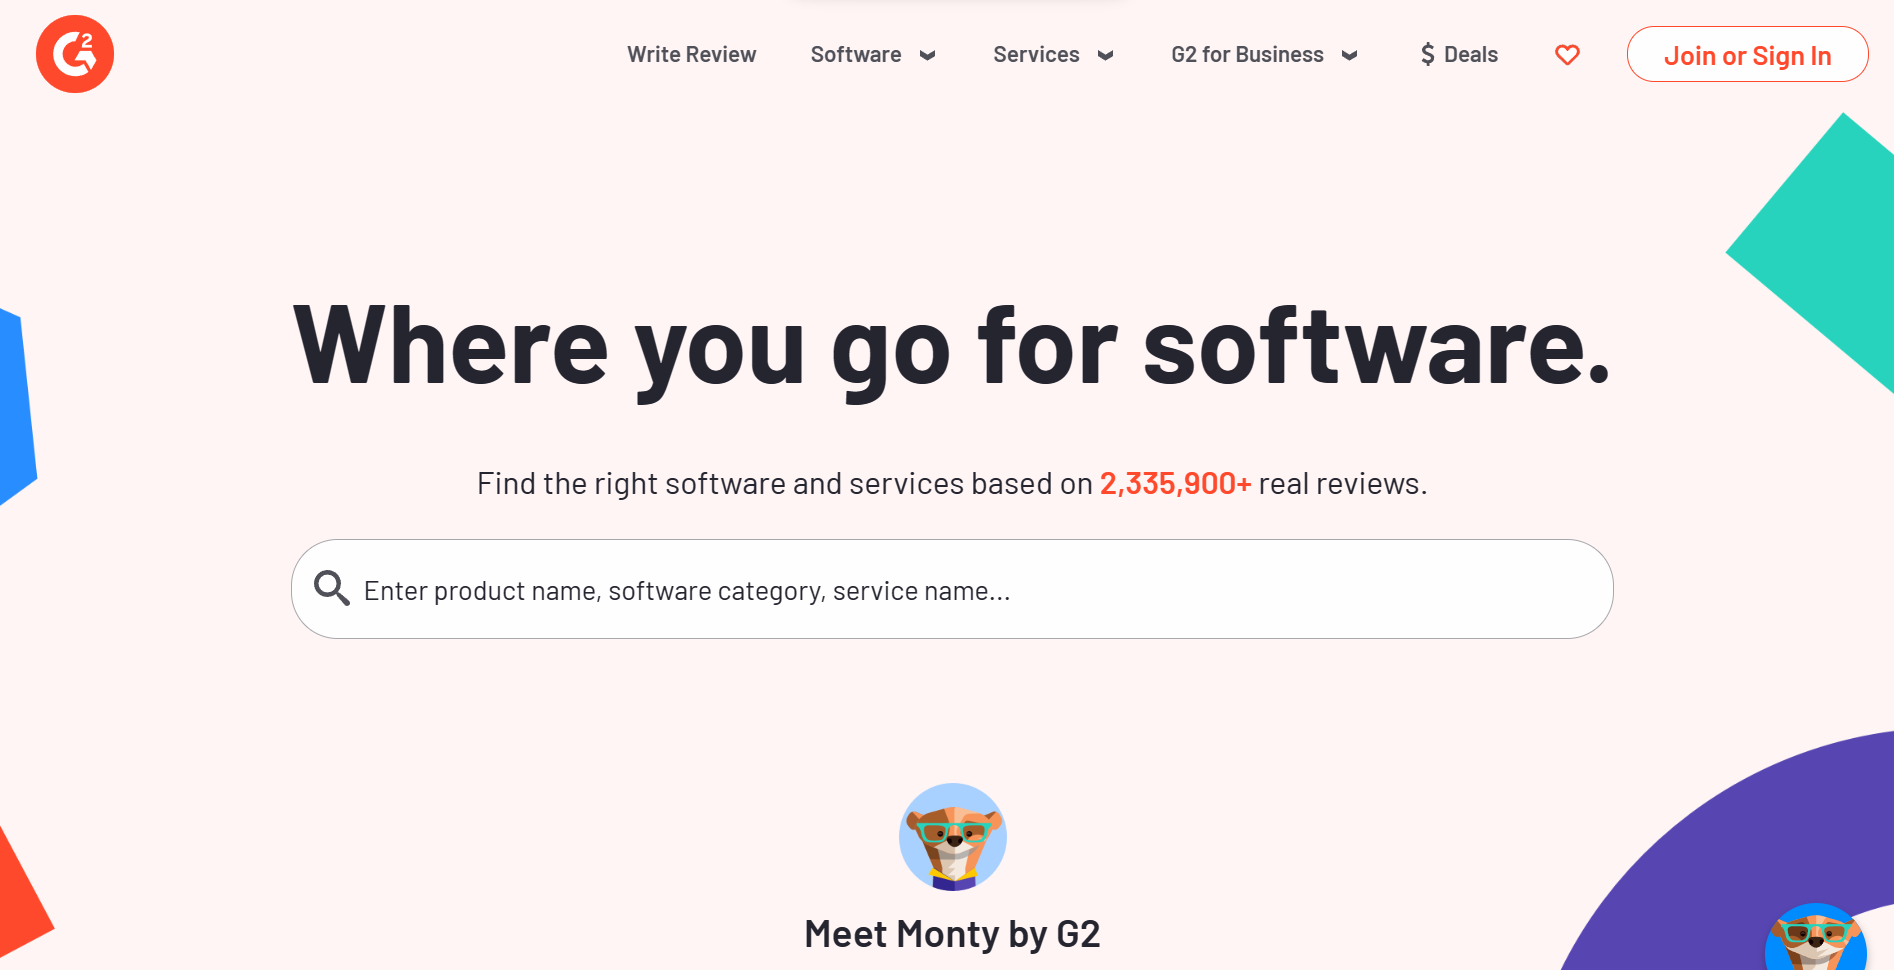 G2
Write Review
Software
Services
G2 for Business
$ Deals
Join or Sign In
Where you go for software.
Find the right software and services based on 2,335,900+ real reviews.
Enter product name, software category, service name...
Meet Monty by G2